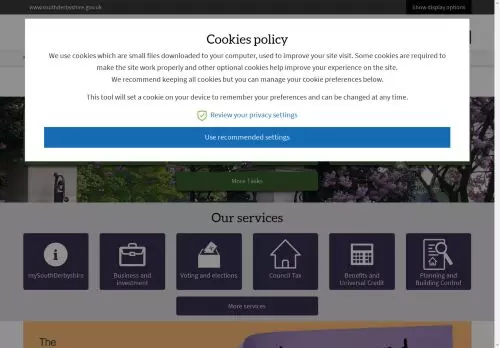 www.southderbyshire.gov.uk
Show display options
Cookies policy
We use cookies which are small files downloaded to your computer, used to improve your site visit. Some cookies are required to
make the site work properly and other optional cookies help improve your experience on the site.
We recommend keeping all cookies but you can manage your cookie preferences below.
This tool will set a cookie on your device to remember your preferences and can be changed at any time.
Review your privacy settings
Use recommended settings
More Links
Our services
mySouthDerbyshire
Business and
investment
Voting and elections
Council Tax
Benefits and
Universal Credit
Planning and
Building Control
More services
The